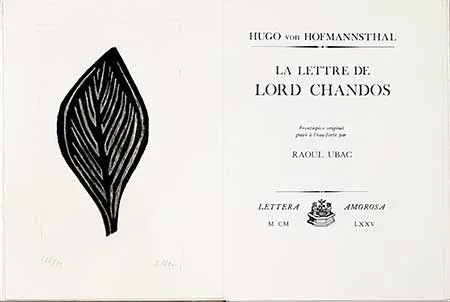 HUGO von HOFMANNSTHAL
LA LETTRE DE
LORD CHANDOS
Frontispice original
gravé à l'eau-forte par
RAOUL UBAC
LETTERA AMOROSA
M CM LXXV